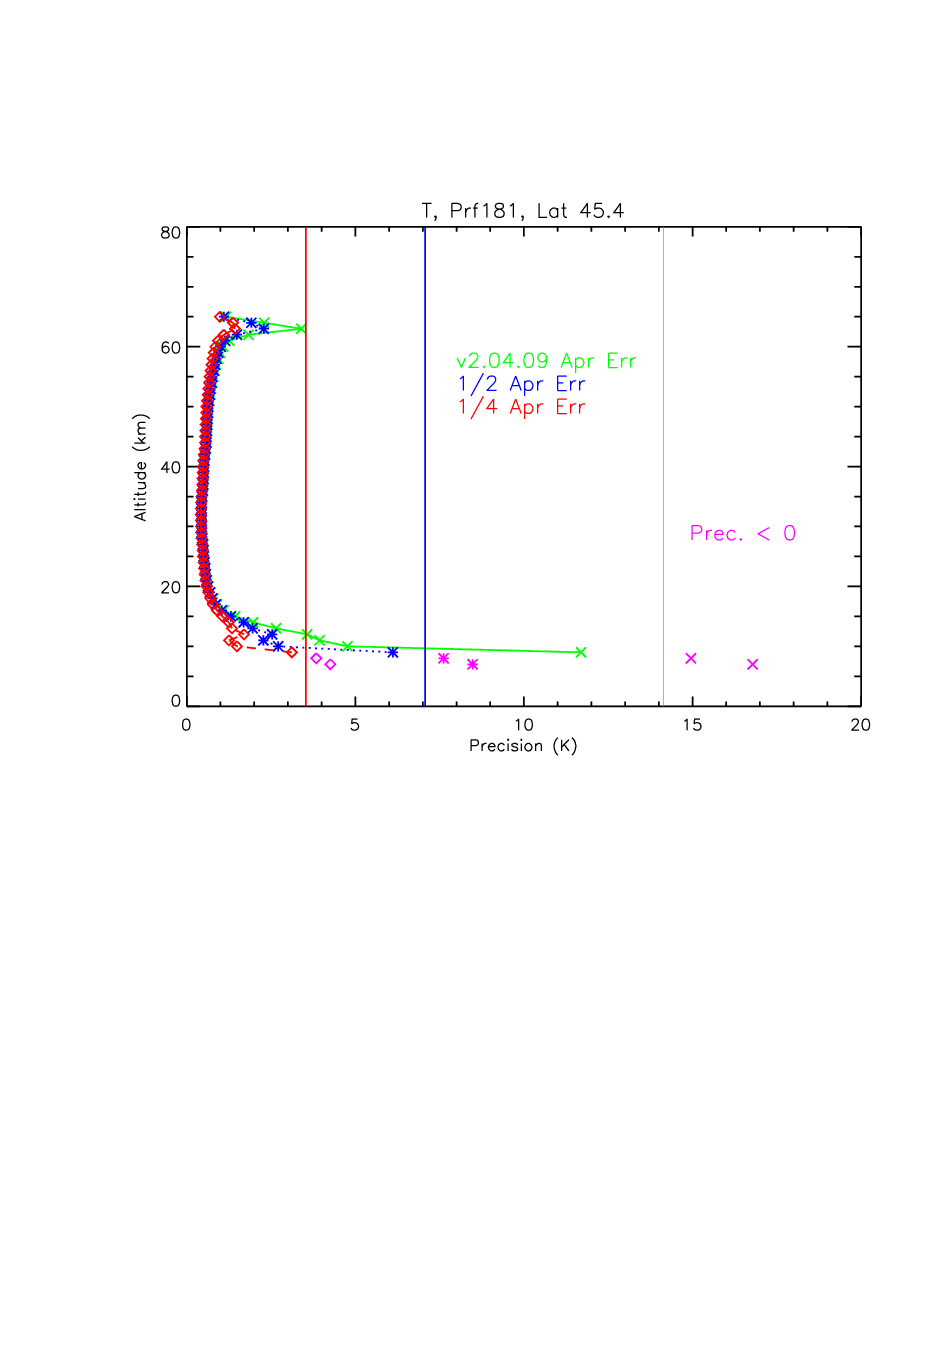 T, Prf181, Lat 45.4
80
60
40
20
0
Altitude (km)
v2.04.09 Apr Err
1/2 Apr Err
1/4 Apr Err
Prec. < 0
0 5 10 15 20
Precision (K)